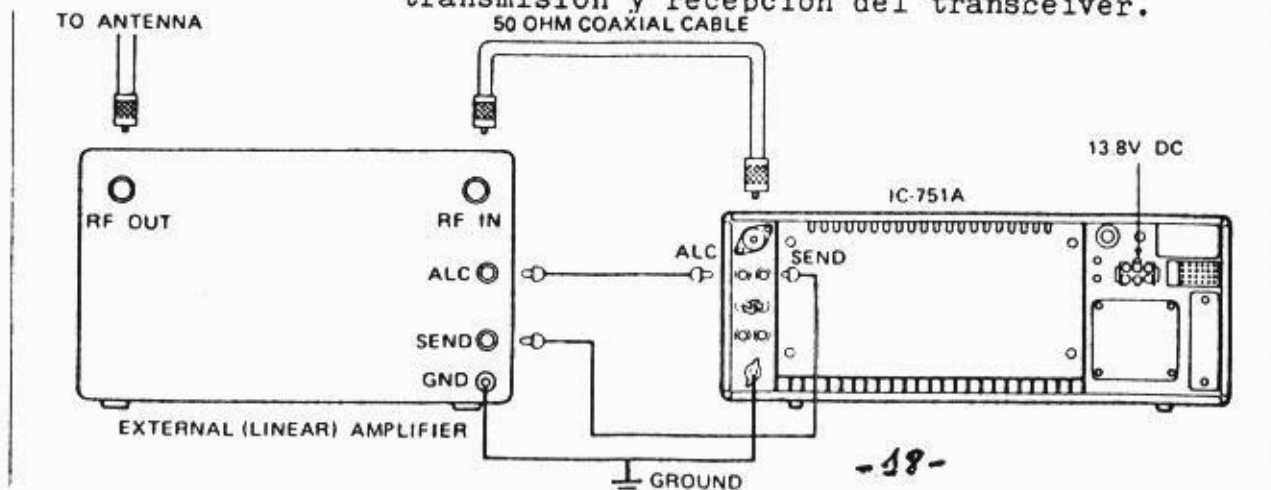 transmisión y recepción del transceiver.
TO ANTENNA
50 OHM COAXIAL CABLE
13.8V DC
IC-751A
RF OUT
RF IN
ALC
SEND
ALC
SEND
GND
EXTERNAL (LINEAR) AMPLIFIER
GROUND
-18-